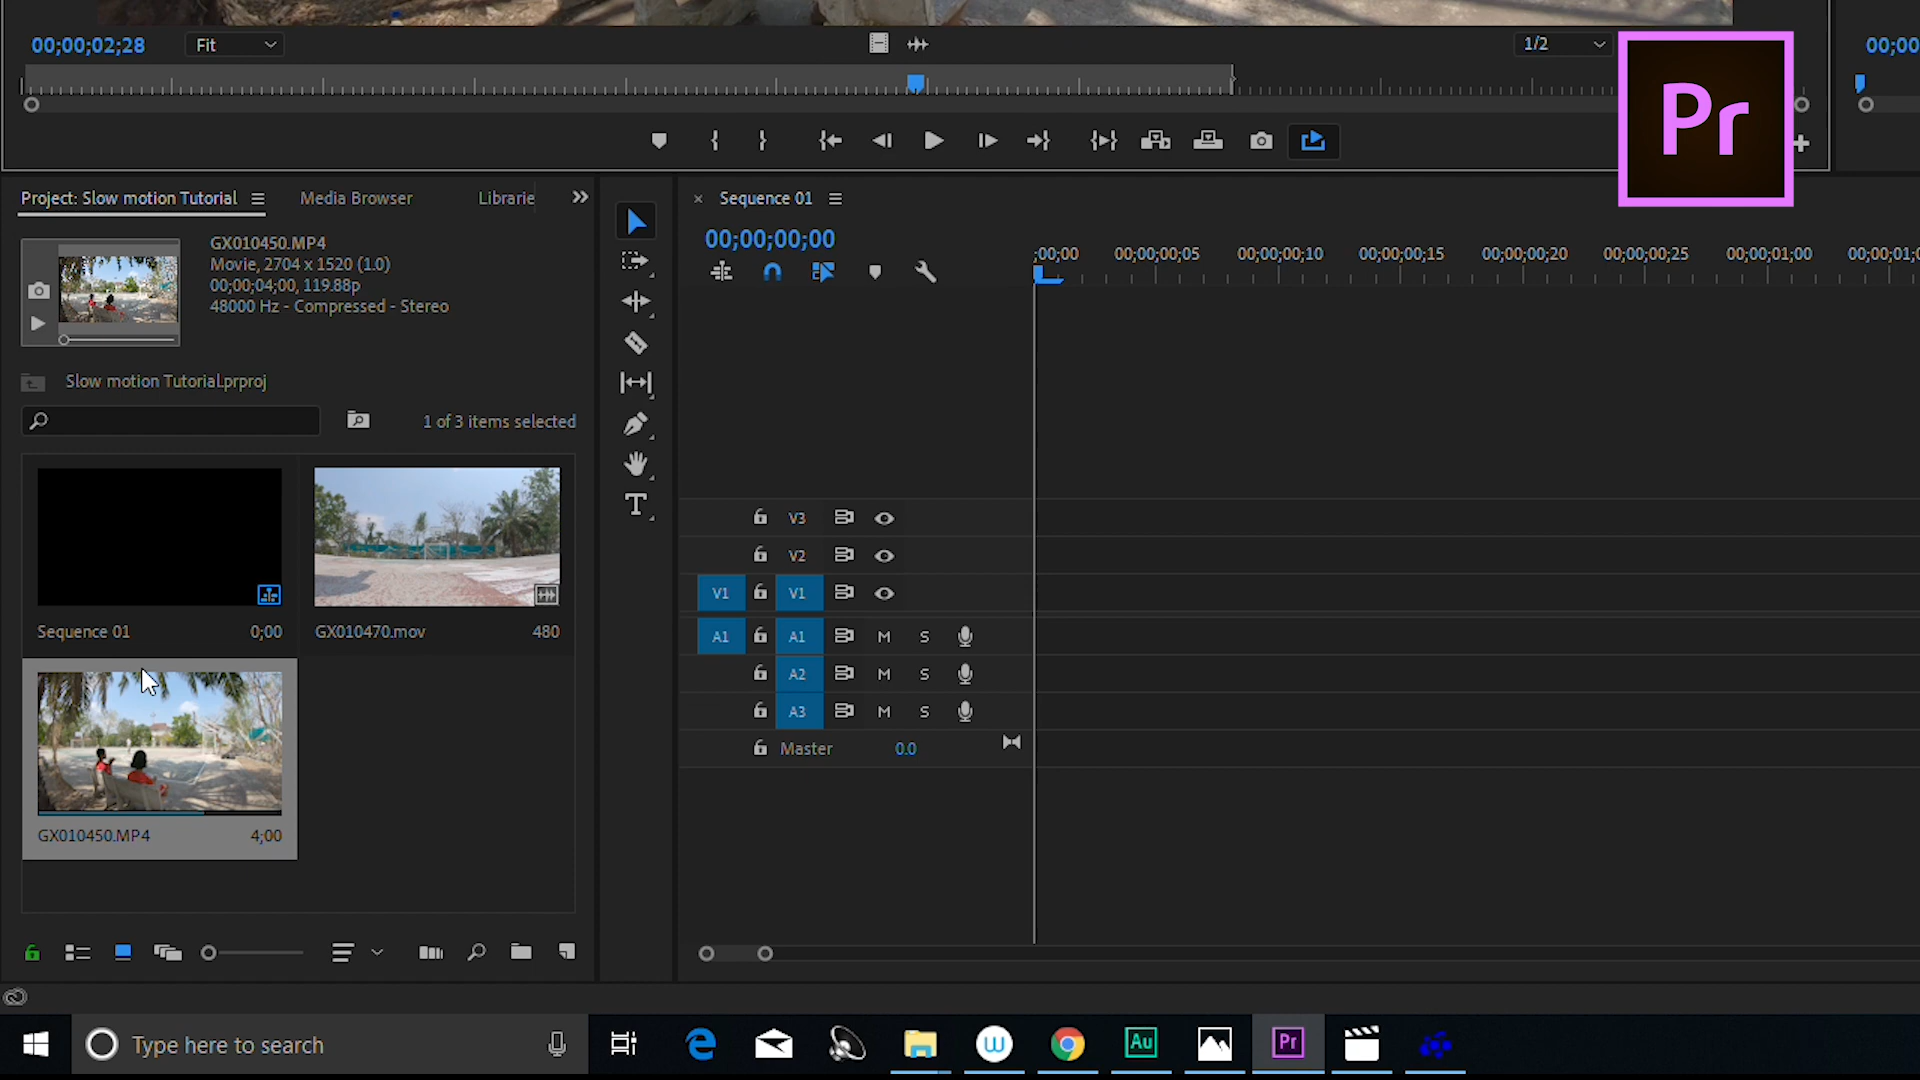 00;00;02;28
Fit
1/2
00;00
Pr
Project: Slow motion Tutorial
Media Browser
Librarie
Sequence 01
GX010450.MP4
Movie, 2704 x 1520 (1.0)
00;00;04;00, 119.88p
48000 Hz - Compressed - Stereo
00;00;00;00
;00;00
00;00;00;05
00;00;00;10
00;00;00;15
00;00;00;20
00;00;00;25
00;00;01;00
00;00;01;0
Slow motion Tutorial.prproj
1 of 3 items selected
T
Sequence 01
0;00
GX010470.mov
480
GX010450.MP4
4;00
V3
V2
V1
V1
A1
A1
M
S
A2
M
S
A3
M
S
Master
0.0
Type here to search
Au
Pr